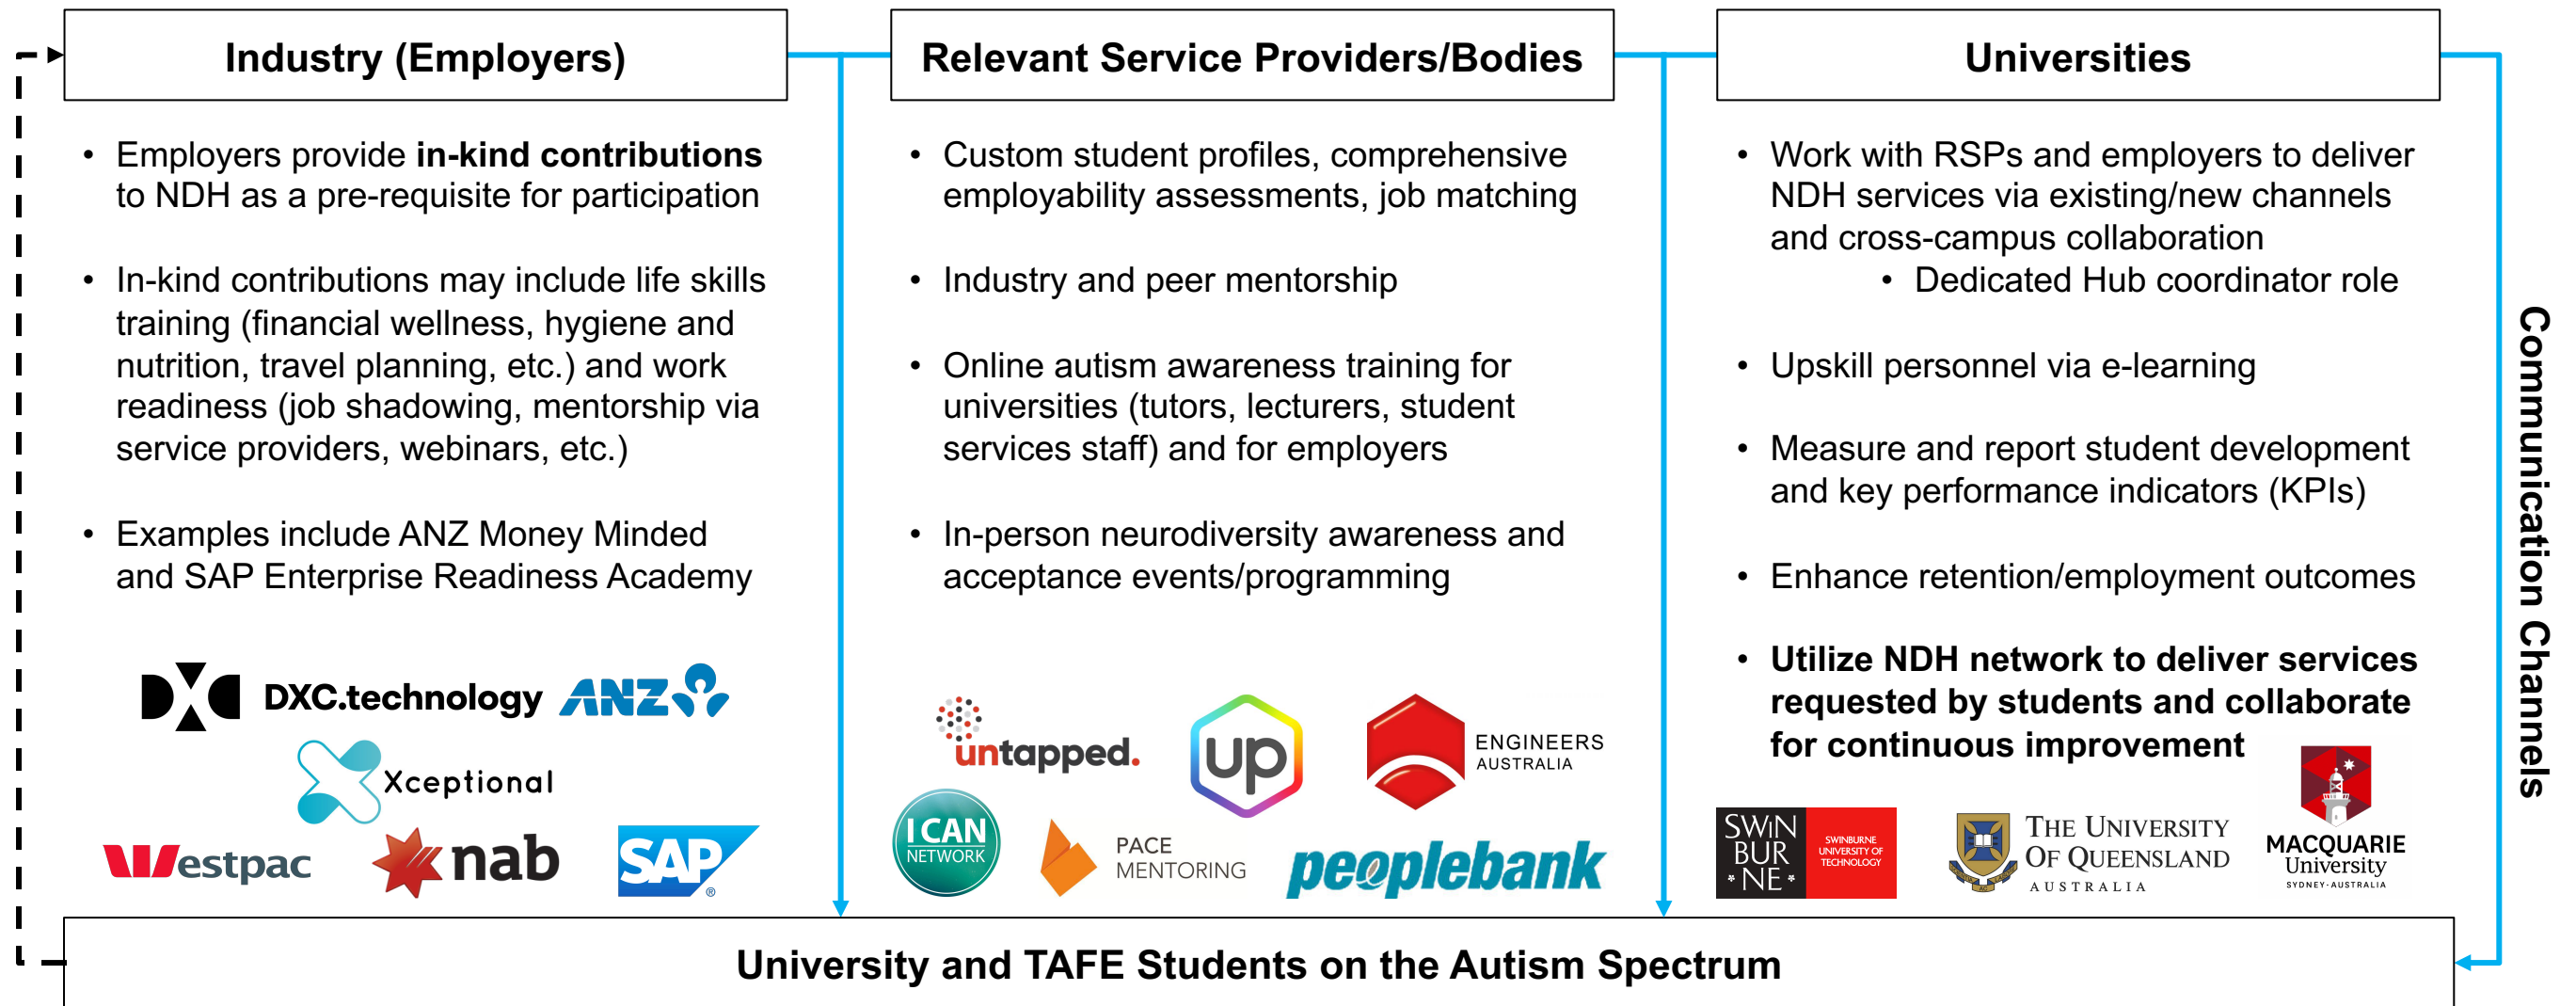 Industry (Employers)
• Employers provide in-kind contributions
to NDH as a pre-requisite for participation
• In-kind contributions may include life skills
training (financial wellness, hygiene and
nutrition, travel planning, etc.) and work
readiness (job shadowing, mentorship via
service providers, webinars, etc.)
• Examples include ANZ Money Minded
and SAP Enterprise Readiness Academy
DXC.technology
ANZ
Xceptional
Westpac
nab
SAP®
Relevant Service Providers/Bodies
• Custom student profiles, comprehensive
employability assessments, job matching
• Industry and peer mentorship
• Online autism awareness training for
universities (tutors, lecturers, student
services staff) and for employers
• In-person neurodiversity awareness and
acceptance events/programming
untapped.
up
ENGINEERS
AUSTRALIA
I CAN
NETWORK
PACE
MENTORING
peoplebank
Universities
• Work with RSPs and employers to deliver
NDH services via existing/new channels
and cross-campus collaboration
• Dedicated Hub coordinator role
• Upskill personnel via e-learning
• Measure and report student development
and key performance indicators (KPIs)
• Enhance retention/employment outcomes
• Utilize NDH network to deliver services
requested by students and collaborate
for continuous improvement
SWIN
BUR
* NE *
SWINBURNE
UNIVERSITY OF
TECHNOLOGY
THE UNIVERSITY
OF QUEENSLAND
AUSTRALIA
MACQUARIE
University
SYDNEY·AUSTRALIA
Communication Channels
University and TAFE Students on the Autism Spectrum